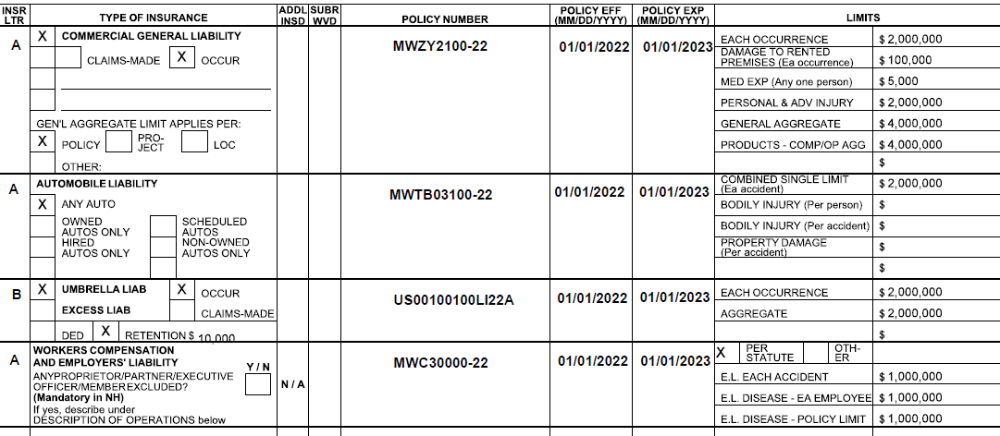 INSR LTR TYPE OF INSURANCE ADDL INSD SUBR WVD POLICY NUMBER POLICY EFF (MM/DD/YYYY) POLICY EXP (MM/DD/YYYY) LIMITS
A X COMMERCIAL GENERAL LIABILITY MWZY2100-22 01/01/2022 01/01/2023 EACH OCCURRENCE $ 2,000,000
CLAIMS-MADE X OCCUR DAMAGE TO RENTED PREMISES (Ea occurrence) $ 100,000
MED EXP (Any one person) $ 5,000
PERSONAL & ADV INJURY $ 2,000,000
GEN'L AGGREGATE LIMIT APPLIES PER: GENERAL AGGREGATE $ 4,000,000
X POLICY PRO-JECT LOC PRODUCTS - COMP/OP AGG $ 4,000,000
OTHER: $
A AUTOMOBILE LIABILITY MWTB03100-22 01/01/2022 01/01/2023 COMBINED SINGLE LIMIT (Ea accident) $ 2,000,000
X ANY AUTO BODILY INJURY (Per person) $
OWNED AUTOS ONLY SCHEDULED AUTOS BODILY INJURY (Per accident) $
HIRED AUTOS ONLY NON-OWNED AUTOS ONLY PROPERTY DAMAGE (Per accident) $
$
B X UMBRELLA LIAB X OCCUR US00100100LI22A 01/01/2022 01/01/2023 EACH OCCURRENCE $ 2,000,000
EXCESS LIAB CLAIMS-MADE AGGREGATE $ 2,000,000
DED X RETENTION $ 10,000 $
A WORKERS COMPENSATION AND EMPLOYERS' LIABILITY Y / N N / A MWC30000-22 01/01/2022 01/01/2023 X PER STATUTE OTH-ER
ANYPROPRIETOR/PARTNER/EXECUTIVE OFFICER/MEMBEREXCLUDED? E.L. EACH ACCIDENT $ 1,000,000
(Mandatory in NH) E.L. DISEASE - EA EMPLOYEE $ 1,000,000
If yes, describe under
DESCRIPTION OF OPERATIONS below E.L. DISEASE - POLICY LIMIT $ 1,000,000